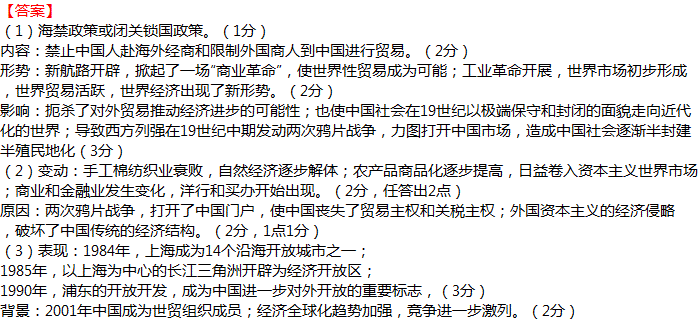 【答案】
（1）海禁政策或闭关锁国政策。（1分）
内容：禁止中国人赴海外经商和限制外国商人到中国进行贸易。（2分）
形势：新航路开辟，掀起了一场“商业革命”，使世界性贸易成为可能；工业革命开展，世界市场初步形成
，世界贸易活跃，世界经济出现了新形势。（2分）
影响：扼杀了对外贸易推动经济进步的可能性；也使中国社会在19世纪以极端保守和封闭的面貌走向近代
化的世界；导致西方列强在19世纪中期发动两次鸦片战争，力图打开中国市场，造成中国社会逐渐半封建
半殖民地化（3分）
（2）变动：手工棉纺织业衰败，自然经济逐步解体；农产品商品化逐步提高，日益卷入资本主义世界市场
；商业和金融业发生变化，洋行和买办开始出现。（2分，任答出2点）
原因：两次鸦片战争，打开了中国门户，使中国丧失了贸易主权和关税主权；外国资本主义的经济侵略
，破坏了中国传统的经济结构。（2分，1点1分）
（3）表现：1984年，上海成为14个沿海开放城市之一；
1985年，以上海为中心的长江三角洲开辟为经济开放区；
1990年，浦东的开放开发，成为中国进一步对外开放的重要标志，（3分）
背景：2001年中国成为世贸组织成员；经济全球化趋势加强，竞争进一步激烈。（2分）